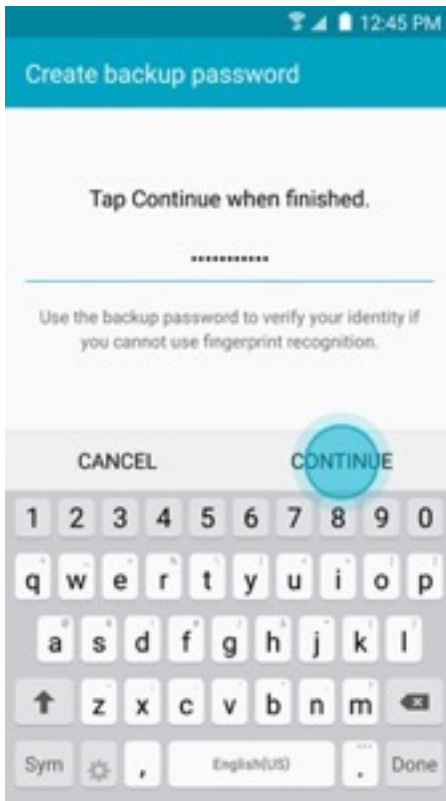 12:45 PM
Create backup password
Tap Continue when finished.
•••••••••••
Use the backup password to verify your identity if
you cannot use fingerprint recognition.
CANCEL CONTINUE
1 2 3 4 5 6 7 8 9 0
q w e r t y u i o p
a s d f g h j k l
z x c v b n m
Sym , English(US) . Done